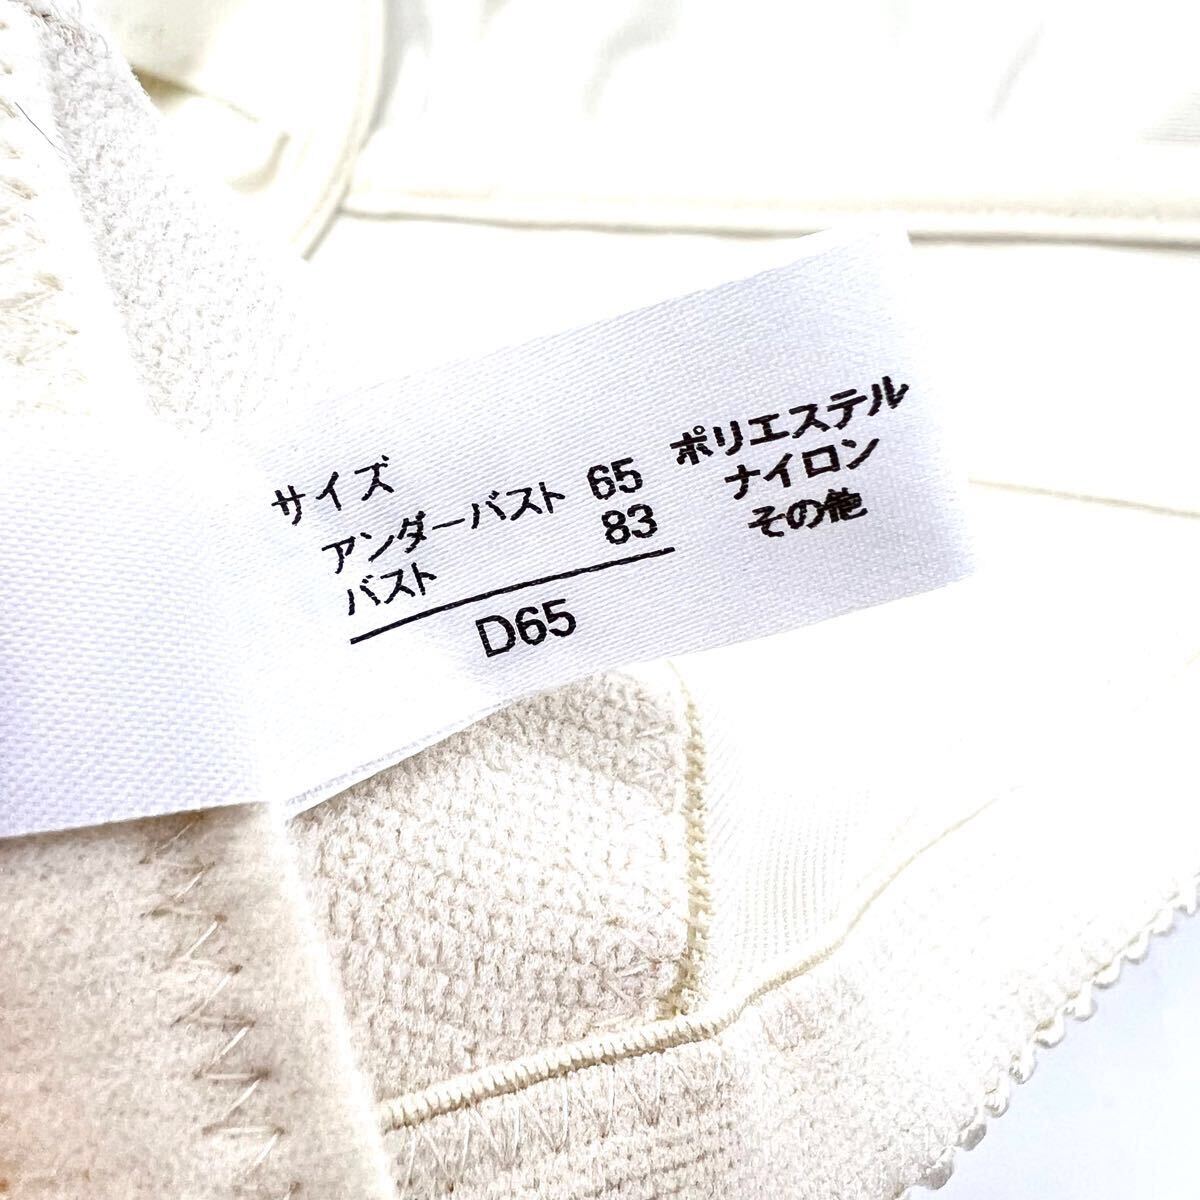 サイズ
アンダーバスト 65
バスト 83
D65
ポリエステル
ナイロン
その他